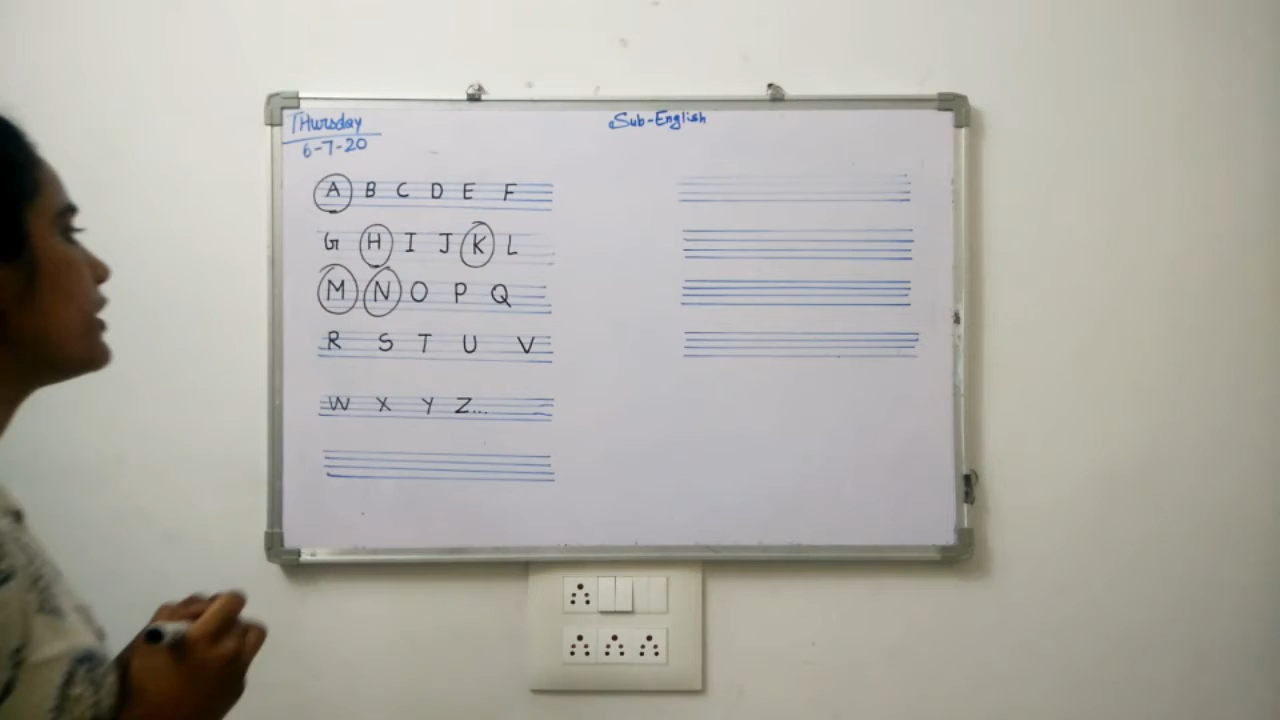 THursday
6-7-20
Sub-English
A B C D E F
G H I J K L
M N O P Q
R S T U V
W X Y Z...